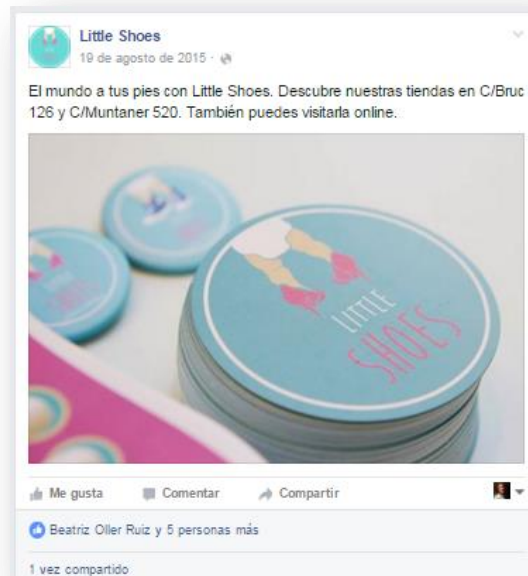 Little Shoes
19 de agosto de 2015 ·
El mundo a tus pies con Little Shoes. Descubre nuestras tiendas en C/Bruc
126 y C/Muntaner 520. También puedes visitarla online.
LITTLE
SHOES
SHOES
Me gusta Comentar Compartir
Beatriz Oller Ruiz y 5 personas más
1 vez compartido